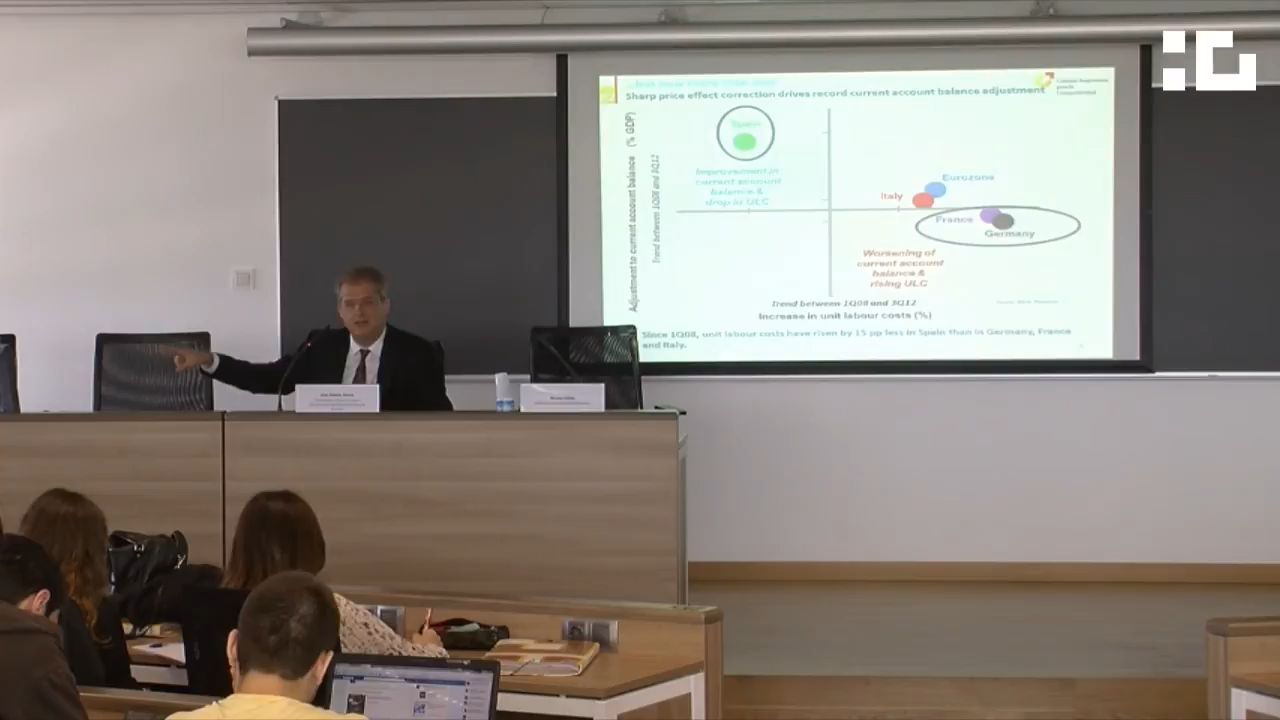 Sharp price effect correction drives record current account balance adjustment
Adjustment to current account balance (% GDP)
Trend between 1Q08 and 3Q12
Spain
Improvement in
current account
balance &
drop in ULC
Eurozone
Italy
France
Germany
Worsening of
current account
balance &
rising ULC
Trend between 1Q08 and 3Q12
Increase in unit labour costs (%)
Since 1Q08, unit labour costs have risen by 15 pp less in Spain than in Germany, France
and Italy.